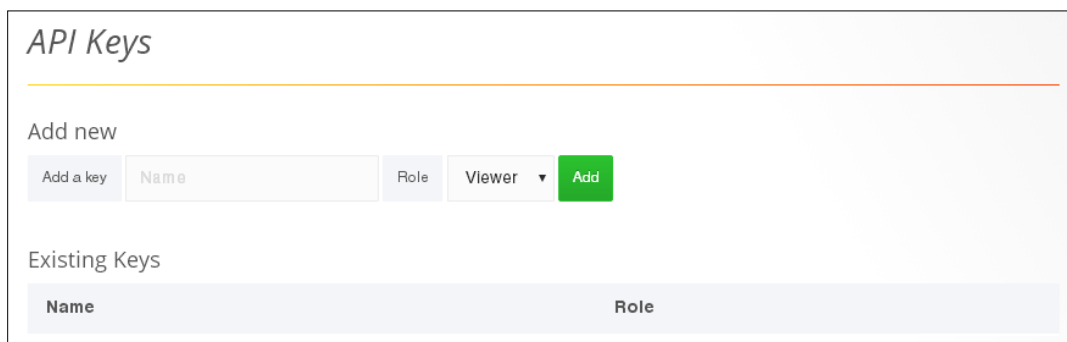 API Keys
Add new
Add a key Name Role Viewer Add
Existing Keys
Name Role